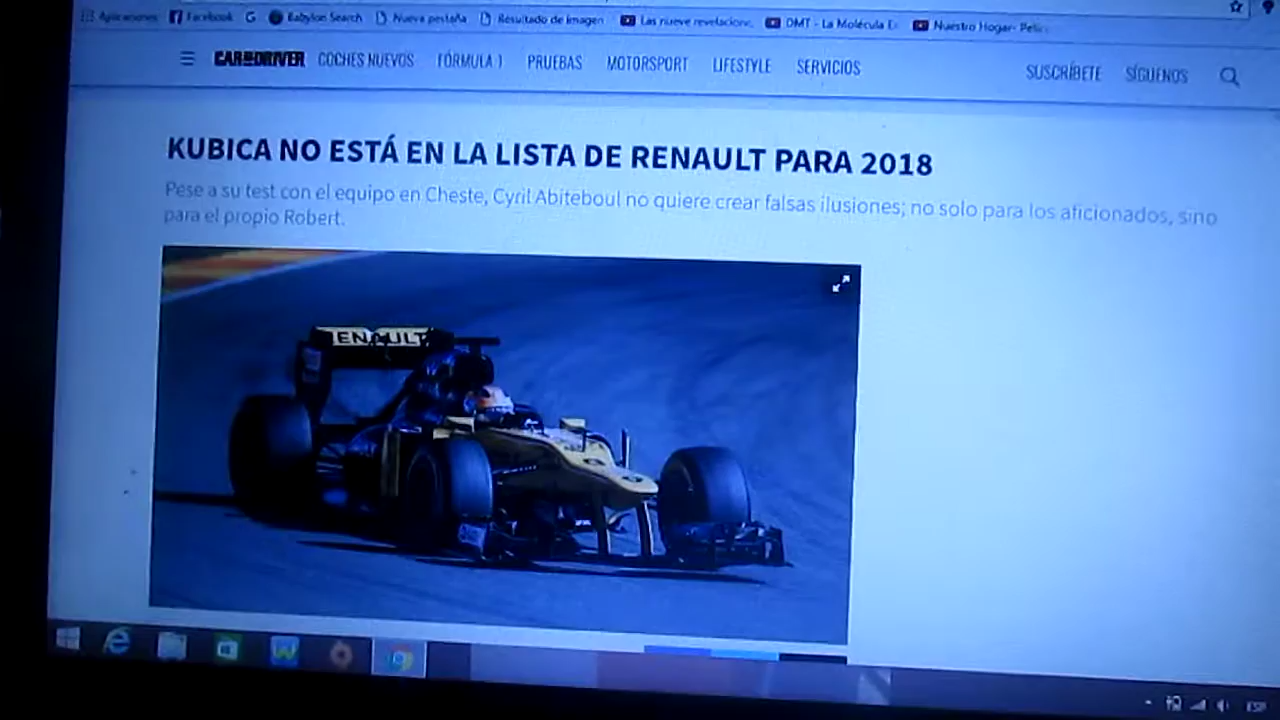 Aplicaciones Facebook G Babylon Search Nueva pestaña Resultado de imagen Las nueve revelacione DMT - La Molécula E Nuestro Hogar- Pelíc
CAR AND DRIVER COCHES NUEVOS FÓRMULA 1 PRUEBAS MOTORSPORT LIFESTYLE SERVICIOS SUSCRÍBETE SÍGUENOS
KUBICA NO ESTÁ EN LA LISTA DE RENAULT PARA 2018
Pese a su test con el equipo en Cheste, Cyril Abiteboul no quiere crear falsas ilusiones; no solo para los aficionados, sino
para el propio Robert.
RENAULT
ESP